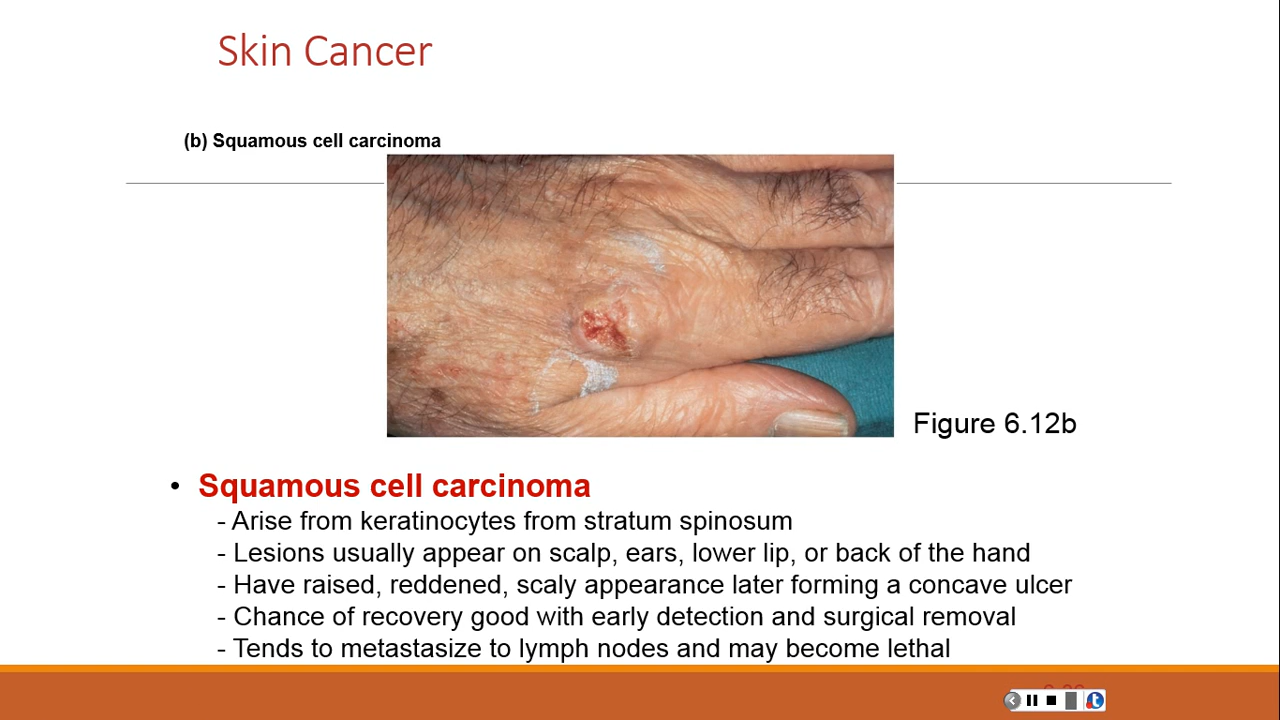 Skin Cancer
(b) Squamous cell carcinoma
Figure 6.12b
• Squamous cell carcinoma
- Arise from keratinocytes from stratum spinosum
- Lesions usually appear on scalp, ears, lower lip, or back of the hand
- Have raised, reddened, scaly appearance later forming a concave ulcer
- Chance of recovery good with early detection and surgical removal
- Tends to metastasize to lymph nodes and may become lethal